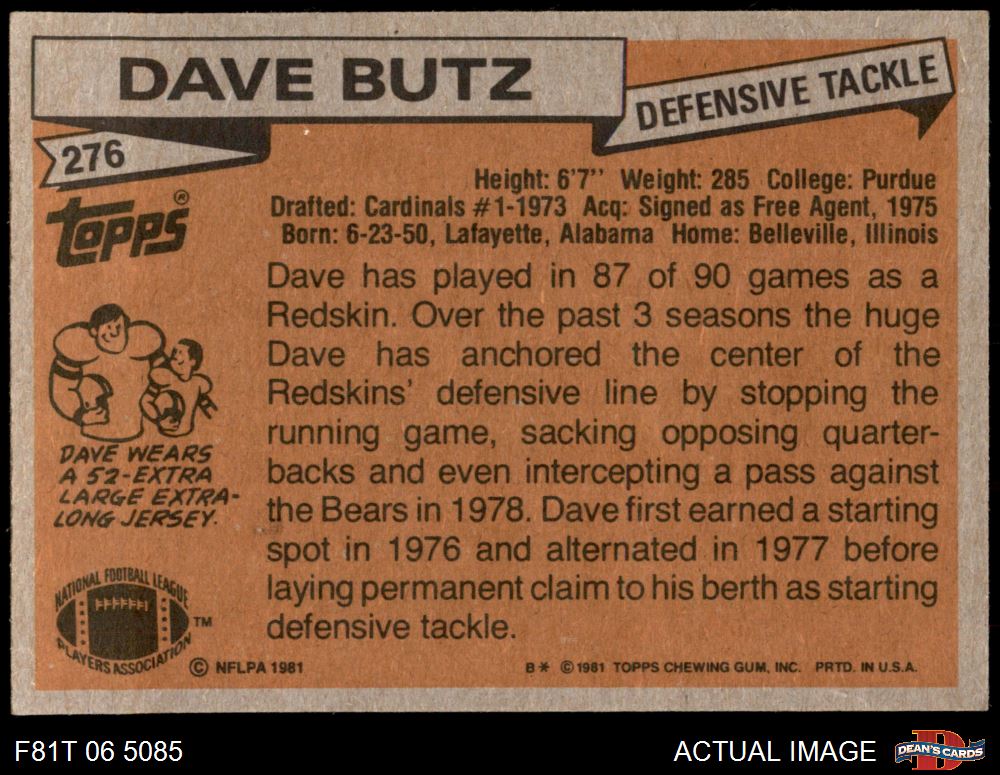 DAVE BUTZ
DEFENSIVE TACKLE
276
topps®
Height: 6'7'' Weight: 285 College: Purdue
Drafted: Cardinals #1-1973 Acq: Signed as Free Agent, 1975
Born: 6-23-50, Lafayette, Alabama Home: Belleville, Illinois
Dave has played in 87 of 90 games as a
Redskin. Over the past 3 seasons the huge
Dave has anchored the center of the
Redskins' defensive line by stopping the
running game, sacking opposing quarter-
backs and even intercepting a pass against
the Bears in 1978. Dave first earned a starting
spot in 1976 and alternated in 1977 before
laying permanent claim to his berth as starting
defensive tackle.
DAVE WEARS
A 52-EXTRA
LARGE EXTRA-
LONG JERSEY.
NATIONAL FOOTBALL LEAGUE
PLAYERS ASSOCIATION
TM
© NFLPA 1981
B* © 1981 TOPPS CHEWING GUM, INC. PRTD. IN U.S.A.
F81T 06 5085
ACTUAL IMAGE
DEAN'S CARDS